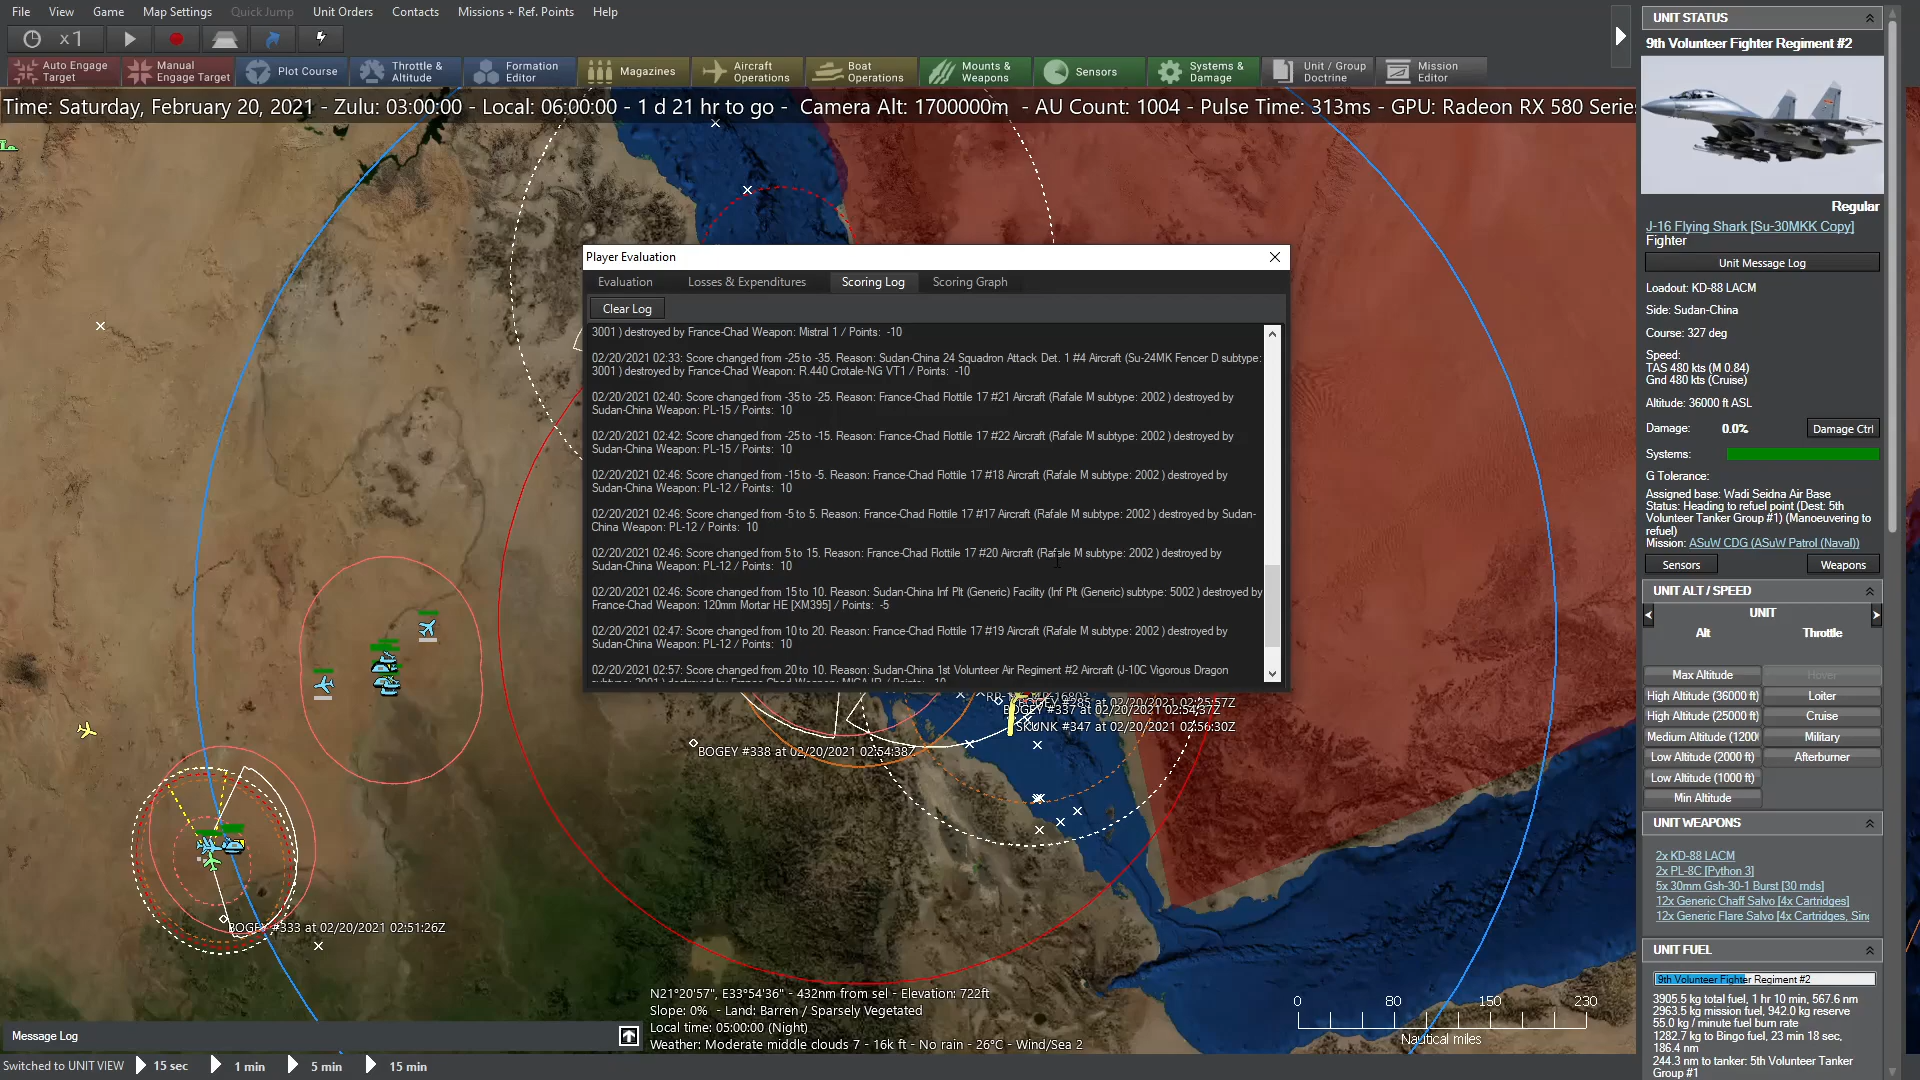 File View Game Map Settings Quick Jump Unit Orders Contacts Missions + Ref. Points Help
x1
Auto Engage Target
Manual Engage Target
Plot Course
Throttle & Altitude
Formation Editor
Magazines
Aircraft Operations
Boat Operations
Mounts & Weapons
Sensors
Systems & Damage
Unit / Group Doctrine
Mission Editor
Time: Saturday, February 20, 2021 - Zulu: 03:00:00 - Local: 06:00:00 - 1 d 21 hr to go - Camera Alt: 1700000m - AU Count: 1004 - Pulse Time: 313ms - GPU: Radeon RX 580 Series
Player Evaluation
Evaluation Losses & Expenditures Scoring Log Scoring Graph
Clear Log
3001 ) destroyed by France-Chad Weapon: Mistral 1 / Points: -10
02/20/2021 02:33: Score changed from -25 to -35. Reason: Sudan-China 24 Squadron Attack Det. 1 #4 Aircraft (Su-24MK Fencer D subtype:
3001 ) destroyed by France-Chad Weapon: R.440 Crotale-NG VT1 / Points: -10
02/20/2021 02:40: Score changed from -35 to -25. Reason: France-Chad Flottile 17 #21 Aircraft (Rafale M subtype: 2002 ) destroyed by
Sudan-China Weapon: PL-15 / Points: 10
02/20/2021 02:42: Score changed from -25 to -15. Reason: France-Chad Flottile 17 #22 Aircraft (Rafale M subtype: 2002 ) destroyed by
Sudan-China Weapon: PL-15 / Points: 10
02/20/2021 02:46: Score changed from -15 to -5. Reason: France-Chad Flottile 17 #18 Aircraft (Rafale M subtype: 2002 ) destroyed by
Sudan-China Weapon: PL-12 / Points: 10
02/20/2021 02:46: Score changed from -5 to 5. Reason: France-Chad Flottile 17 #17 Aircraft (Rafale M subtype: 2002 ) destroyed by Sudan-
China Weapon: PL-12 / Points: 10
02/20/2021 02:46: Score changed from 5 to 15. Reason: France-Chad Flottile 17 #20 Aircraft (Rafale M subtype: 2002 ) destroyed by
Sudan-China Weapon: PL-12 / Points: 10
02/20/2021 02:46: Score changed from 15 to 10. Reason: Sudan-China Inf Plt (Generic) Facility (Inf Plt (Generic) subtype: 5002 ) destroyed by
France-Chad Weapon: 120mm Mortar HE [XM395] / Points: -5
02/20/2021 02:47: Score changed from 10 to 20. Reason: France-Chad Flottile 17 #19 Aircraft (Rafale M subtype: 2002 ) destroyed by
Sudan-China Weapon: PL-12 / Points: 10
02/20/2021 02:57: Score changed from 20 to 10. Reason: Sudan-China 1st Volunteer Air Regiment #2 Aircraft (J-10C Vigorous Dragon
subtype: 2001 ) destroyed by France-Chad Weapon: MICA IR / Points: -10
BOGEY #285 at 02/20/2021 02:25:57Z
BOGEY #337 at 02/20/2021 02:54:37Z
SKUNK #347 at 02/20/2021 02:56:30Z
BOGEY #338 at 02/20/2021 02:54:38Z
BOGEY #333 at 02/20/2021 02:51:26Z
N21°20'57", E33°54'36" - 432nm from sel - Elevation: 722ft
Slope: 0% - Land: Barren / Sparsely Vegetated
Local time: 05:00:00 (Night)
Weather: Moderate middle clouds 7 - 16k ft - No rain - 26°C - Wind/Sea 2
0 80 150 230
Nautical miles
Message Log
Switched to UNIT VIEW 15 sec 1 min 5 min 15 min
UNIT STATUS
9th Volunteer Fighter Regiment #2
Regular
J-16 Flying Shark [Su-30MKK Copy]
Fighter
Unit Message Log
Loadout: KD-88 LACM
Side: Sudan-China
Course: 327 deg
Speed:
TAS 480 kts (M 0.84)
Gnd 480 kts (Cruise)
Altitude: 36000 ft ASL
Damage: 0.0% Damage Ctrl
Systems:
G Tolerance:
Assigned base: Wadi Seidna Air Base
Status: Heading to refuel point (Dest: 5th
Volunteer Tanker Group #1) (Manoeuvering to
refuel)
Mission: ASuW CDG (ASuW Patrol (Naval))
Sensors Weapons
UNIT ALT / SPEED
UNIT
Alt Throttle
Max Altitude Hover
High Altitude (36000 ft) Loiter
High Altitude (25000 ft) Cruise
Medium Altitude (1200 Military
Low Altitude (2000 ft) Afterburner
Low Altitude (1000 ft)
Min Altitude
UNIT WEAPONS
2x KD-88 LACM
2x PL-8C [Python 3]
5x 30mm Gsh-30-1 Burst [30 rnds]
12x Generic Chaff Salvo [4x Cartridges]
12x Generic Flare Salvo [4x Cartridges, Sin
UNIT FUEL
9th Volunteer Fighter Regiment #2
3905.5 kg total fuel, 1 hr 10 min, 567.6 nm
2963.5 kg mission fuel, 942.0 kg reserve
55.0 kg / minute fuel burn rate
1282.7 kg to Bingo fuel, 23 min 18 sec,
186.4 nm
244.3 nm to tanker: 5th Volunteer Tanker
Group #1